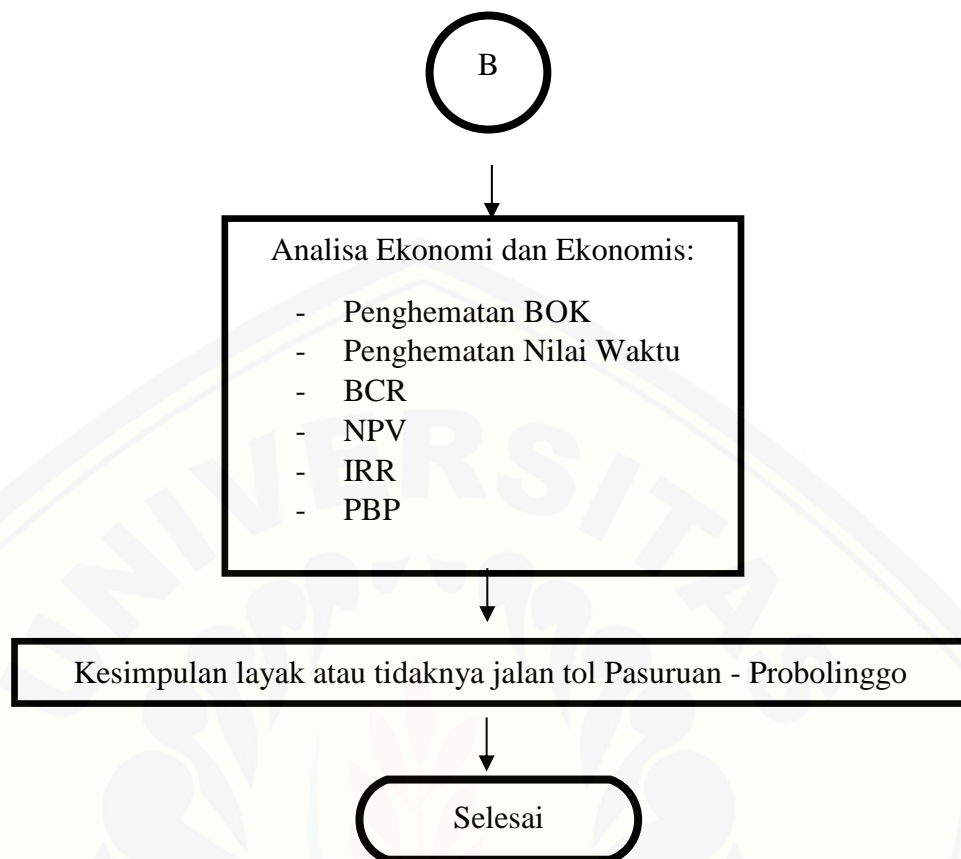 B
Analisa Ekonomi dan Ekonomis:
- Penghematan BOK
- Penghematan Nilai Waktu
- BCR
- NPV
- IRR
- PBP
Kesimpulan layak atau tidaknya jalan tol Pasuruan - Probolinggo
Selesai
UNIVERSITAS